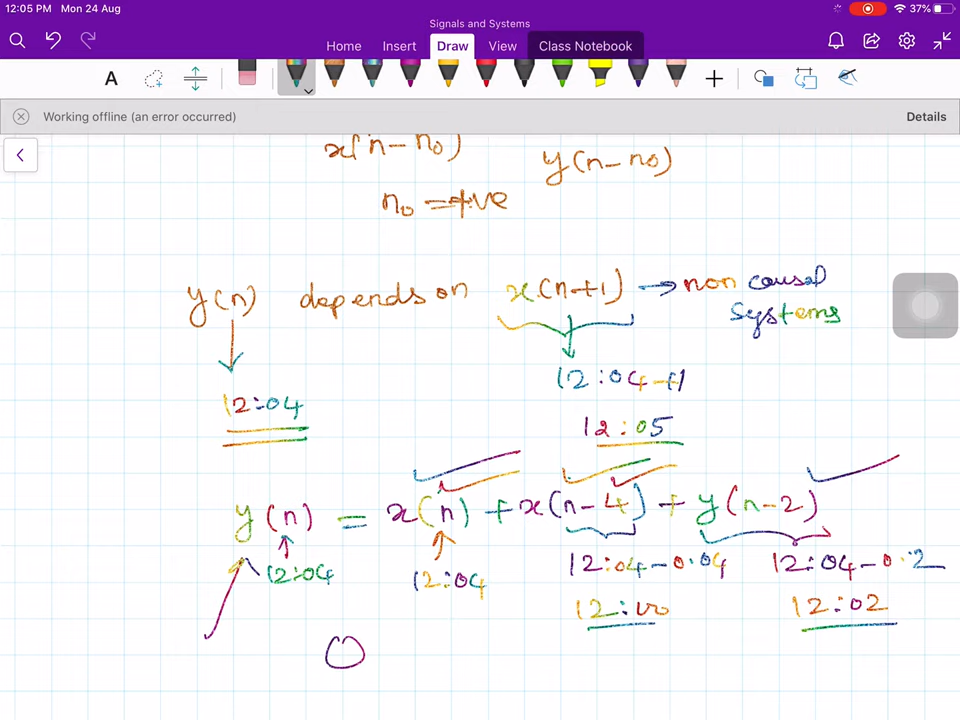 12:05 PM Mon 24 Aug
37%
Signals and Systems
Home Insert Draw View Class Notebook
A
Working offline (an error occurred)
Details
x(n-n0) y(n-n0)
n0 = +ve
y(n) depends on x(n+1) → non causal
systems
12:04
12:04+1
12:05
y(n) = x(n) + x(n-4) + y(n-2)
12:04 12:04 12:04-0.04 12:04-0.2
12:00 12:02